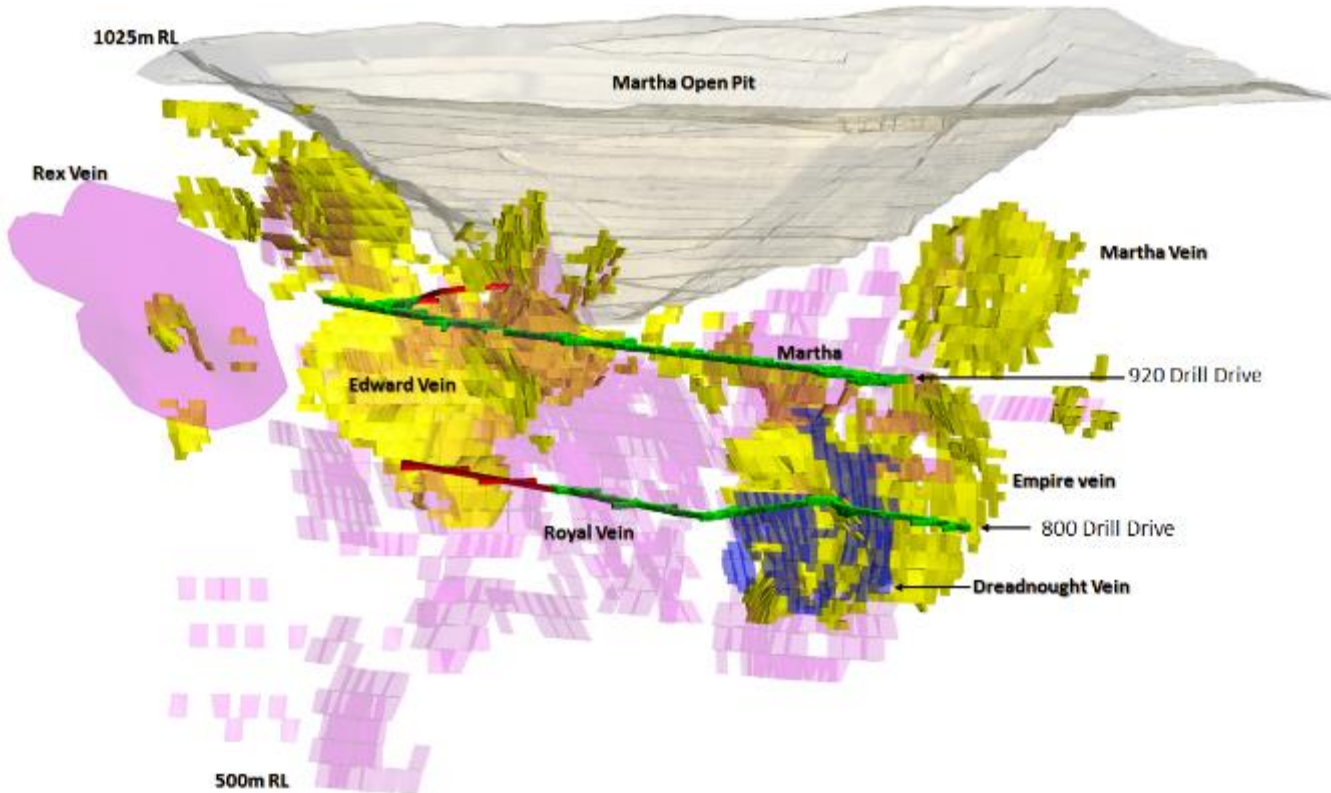 1025m RL
Martha Open Pit
Rex Vein
Martha Vein
Martha
920 Drill Drive
Edward Vein
Empire vein
800 Drill Drive
Royal Vein
Dreadnought Vein
500m RL